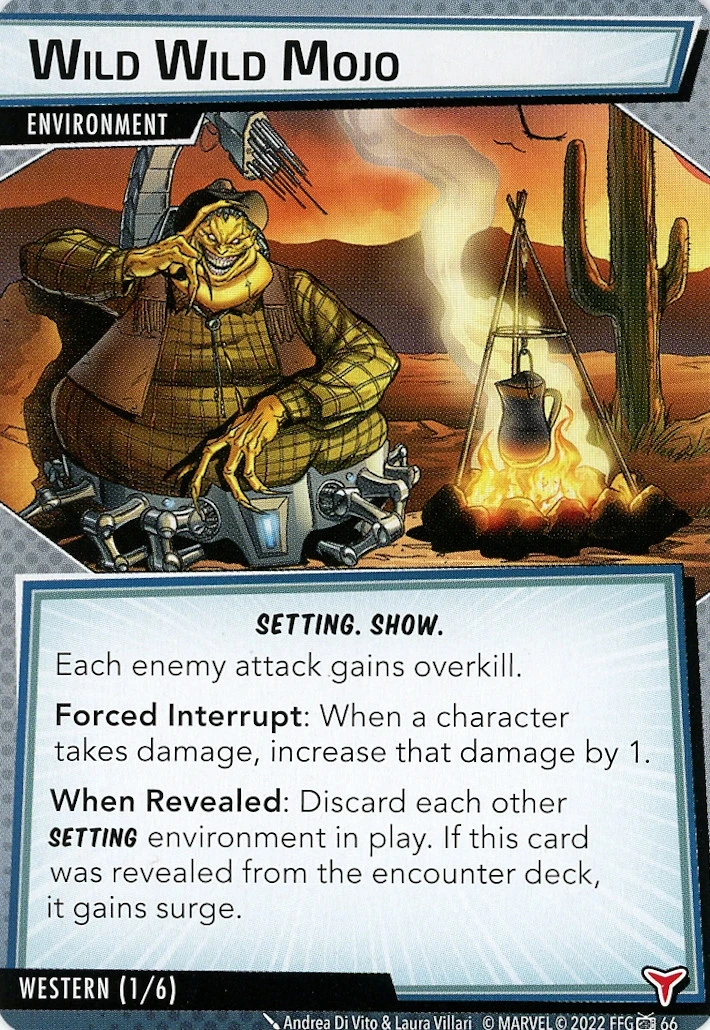 Wild Wild Mojo
ENVIRONMENT
SETTING. SHOW.
Each enemy attack gains overkill.
Forced Interrupt: When a character
takes damage, increase that damage by 1.
When Revealed: Discard each other
SETTING environment in play. If this card
was revealed from the encounter deck,
it gains surge.
WESTERN (1/6)
Andrea Di Vito & Laura Villari © MARVEL © 2022 FFG 66